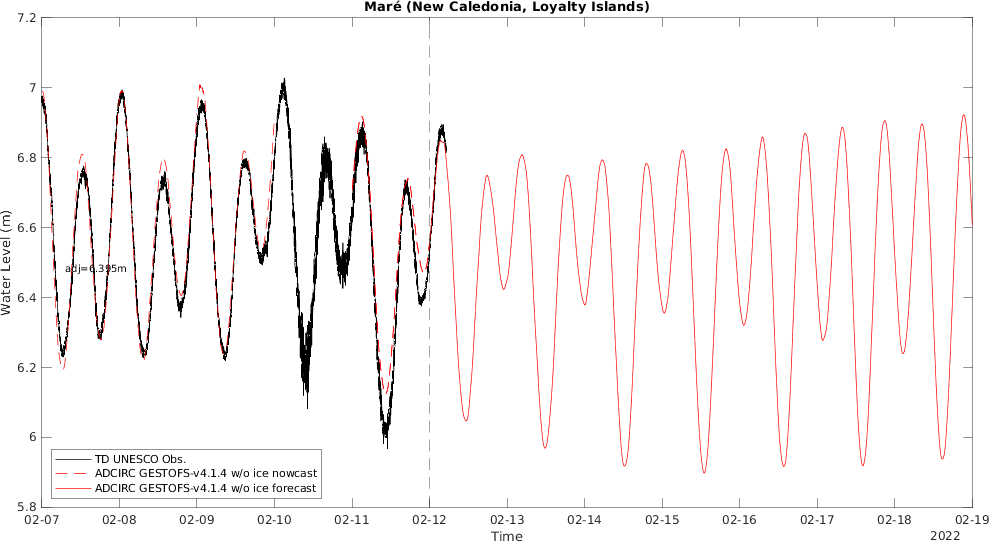 Maré (New Caledonia, Loyalty Islands)
7.2
7
6.8
6.6
6.4
6.2
6
5.8
Water Level (m)
adj=6.395m
TD UNESCO Obs.
ADCIRC GESTOFS-v4.1.4 w/o ice nowcast
ADCIRC GESTOFS-v4.1.4 w/o ice forecast
02-07 02-08 02-09 02-10 02-11 02-12 02-13 02-14 02-15 02-16 02-17 02-18 02-19
Time
2022